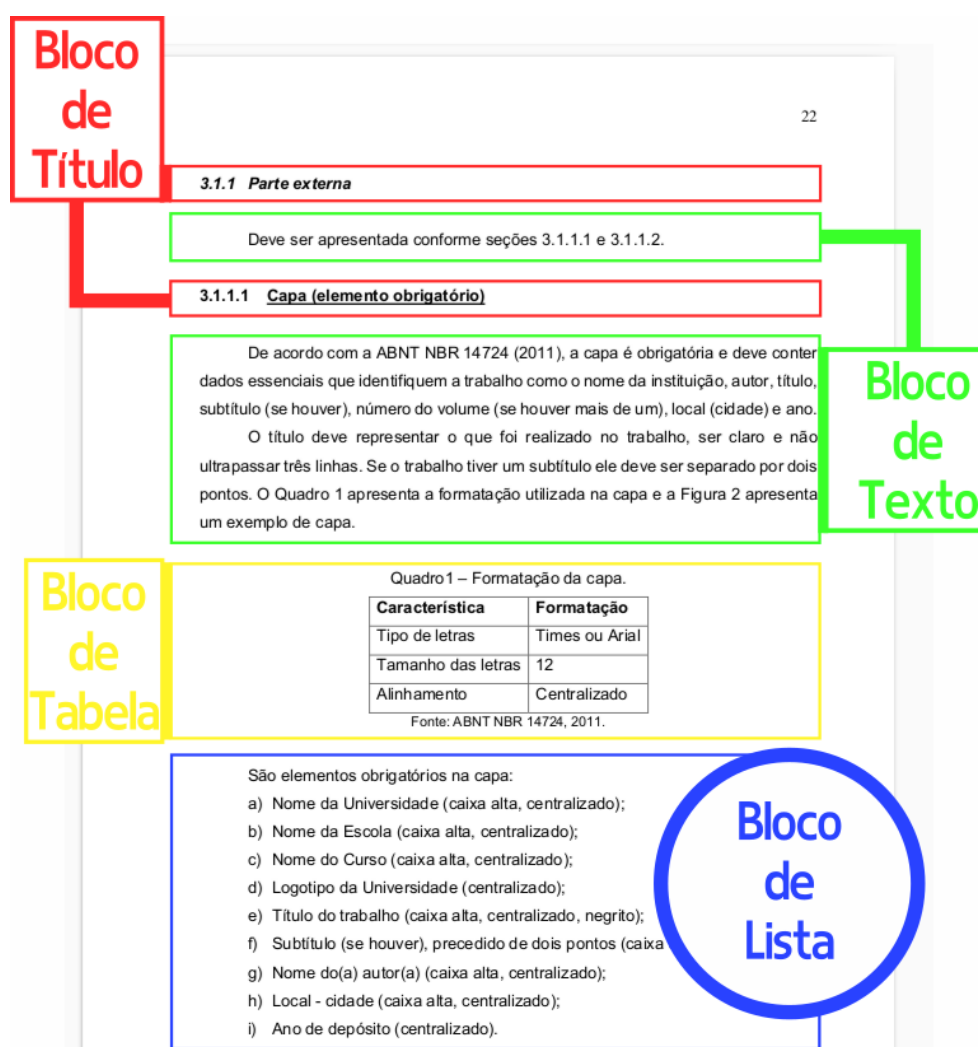 Bloco
de
Título
22
3.1.1 Parte externa
Deve ser apresentada conforme seções 3.1.1.1 e 3.1.1.2.
3.1.1.1 Capa (elemento obrigatório)
De acordo com a ABNT NBR 14724 (2011), a capa é obrigatória e deve conter
dados essenciais que identifiquem a trabalho como o nome da instituição, autor, título,
subtítulo (se houver), número do volume (se houver mais de um), local (cidade) e ano.
O título deve representar o que foi realizado no trabalho, ser claro e não
ultrapassar três linhas. Se o trabalho tiver um subtítulo ele deve ser separado por dois
pontos. O Quadro 1 apresenta a formatação utilizada na capa e a Figura 2 apresenta
um exemplo de capa.
Bloco
de
Texto
Bloco
de
Tabela
Quadro1 – Formatação da capa.
Característica Formatação
Tipo de letras Times ou Arial
Tamanho das letras 12
Alinhamento Centralizado
Fonte: ABNT NBR 14724, 2011.
São elementos obrigatórios na capa:
a) Nome da Universidade (caixa alta, centralizado);
b) Nome da Escola (caixa alta, centralizado);
c) Nome do Curso (caixa alta, centralizado);
d) Logotipo da Universidade (centralizado);
e) Título do trabalho (caixa alta, centralizado, negrito);
f) Subtítulo (se houver), precedido de dois pontos (caixa
g) Nome do(a) autor(a) (caixa alta, centralizado);
h) Local - cidade (caixa alta, centralizado);
i) Ano de depósito (centralizado).
Bloco
de
Lista